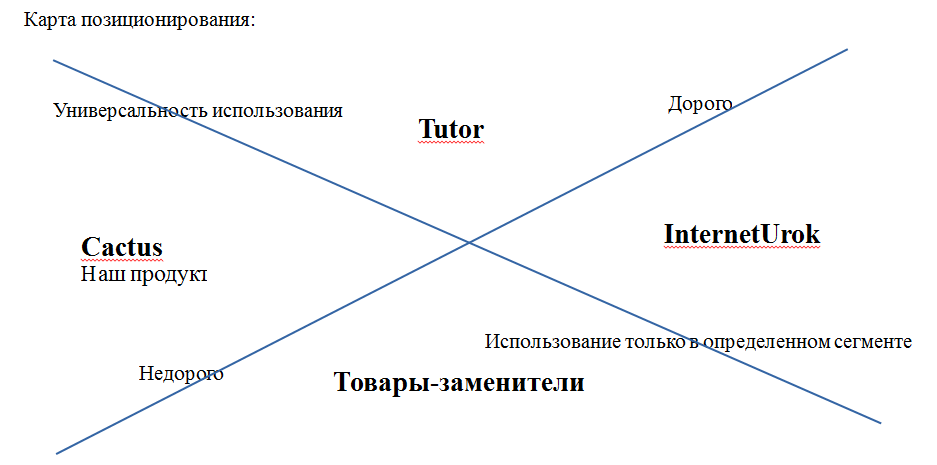 Карта позиционирования:
Универсальность использования
Дорого
Tutor
InternetUrok
Cactus
Наш продукт
Использование только в определенном сегменте
Недорого
Товары-заменители